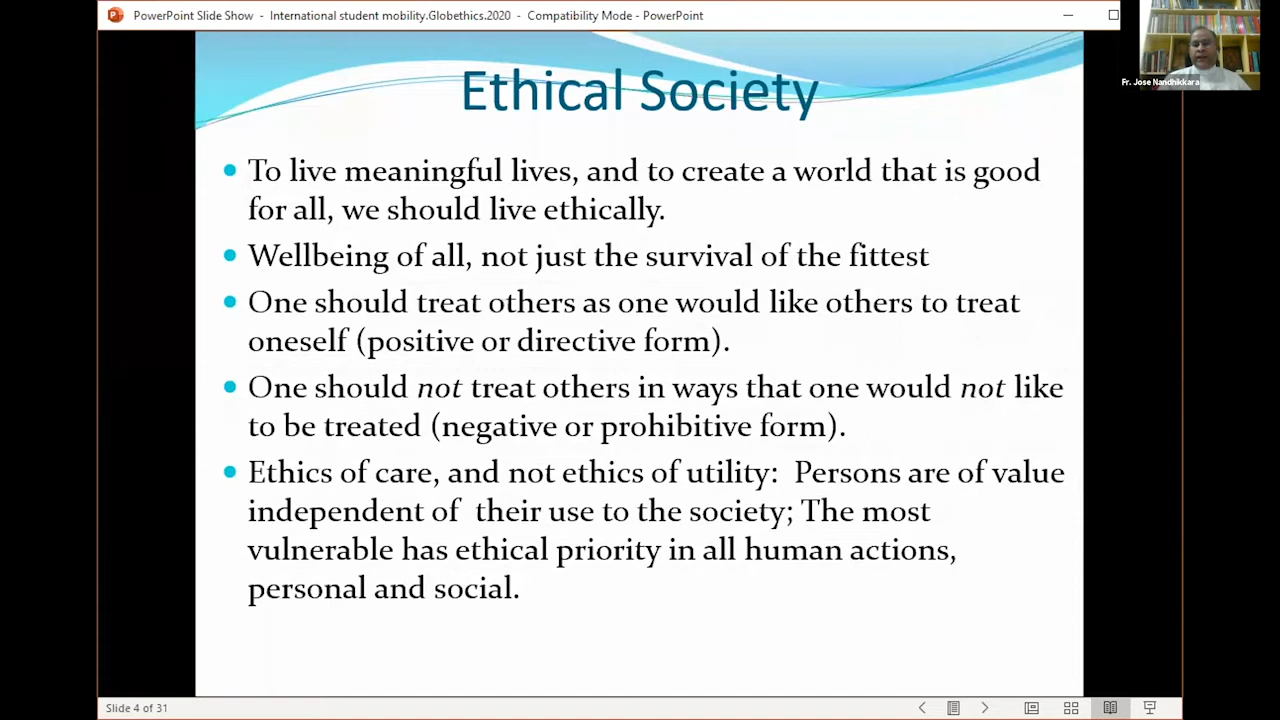 PowerPoint Slide Show - International student mobility.Globethics.2020 - Compatibility Mode - PowerPoint
Fr. Jose Nandhikkara
Ethical Society
• To live meaningful lives, and to create a world that is good
for all, we should live ethically.
• Wellbeing of all, not just the survival of the fittest
• One should treat others as one would like others to treat
oneself (positive or directive form).
• One should not treat others in ways that one would not like
to be treated (negative or prohibitive form).
• Ethics of care, and not ethics of utility: Persons are of value
independent of their use to the society; The most
vulnerable has ethical priority in all human actions,
personal and social.
Slide 4 of 31